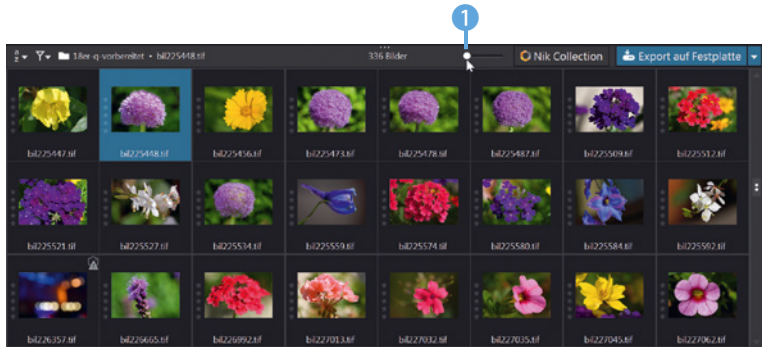 1
18er-q-vorbereitet • bil225448.tif 336 Bilder Nik Collection Export auf Festplatte
bil225447.tif bil225448.tif bil225456.tif bil225473.tif bil225478.tif bil225487.tif bil225509.tif bil225512.tif
bil225521.tif bil225527.tif bil225534.tif bil225559.tif bil225574.tif bil225580.tif bil225584.tif bil225592.tif
bil226357.tif bil226665.tif bil226992.tif bil227013.tif bil227032.tif bil227035.tif bil227045.tif bil227062.tif